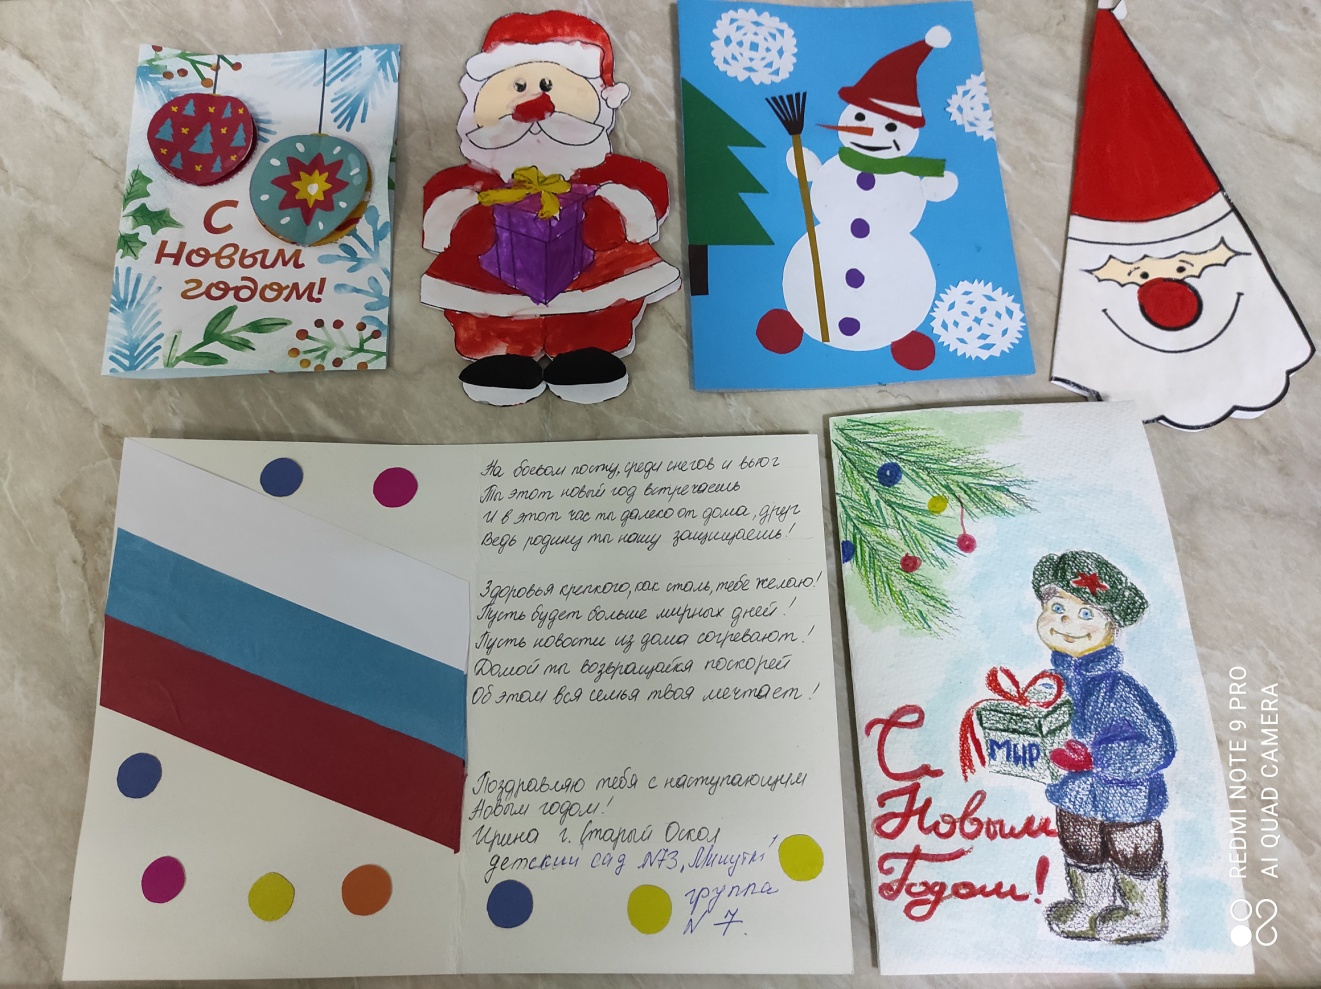 С
Новым
годом!
На боевом посту, среди снегов и вьюг
Ты этот новый год встречаешь
И в этот час ты далеко от дома, друг
Ведь родину ты нашу защищаешь!
Здоровья крепкого, как сталь, тебе желаю!
Пусть будет больше мирных дней!
Пусть новости из дома согревают!
Домой ты возвращайся поскорей
Об этом вся семья твоя мечтает!
Поздравляю тебя с наступающим
Новым годом!
Ирина г. Старый Оскол
детский сад №73, Мишутка
группа
№ 7.
МИР
С
Новым
Годом!
REDMI NOTE 9 PRO
AI QUAD CAMERA